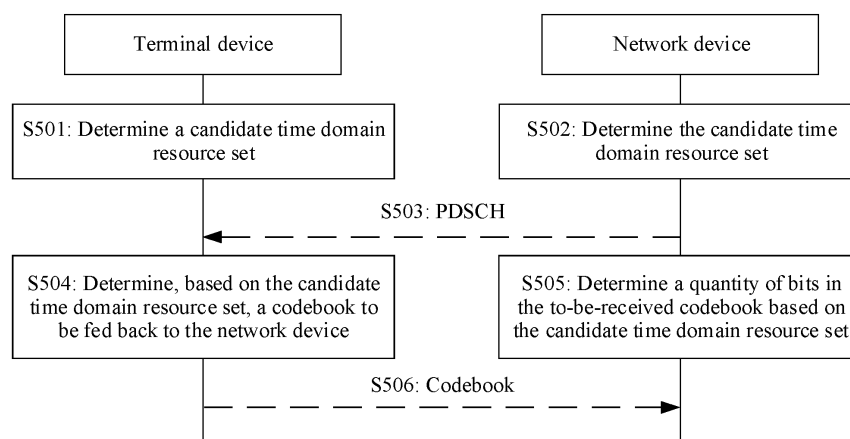 Terminal device
Network device
S501: Determine a candidate time domain
resource set
S502: Determine the candidate time
domain resource set
S503: PDSCH
S504: Determine, based on the candidate
time domain resource set, a codebook to
be fed back to the network device
S505: Determine a quantity of bits in
the to-be-received codebook based on
the candidate time domain resource set
S506: Codebook